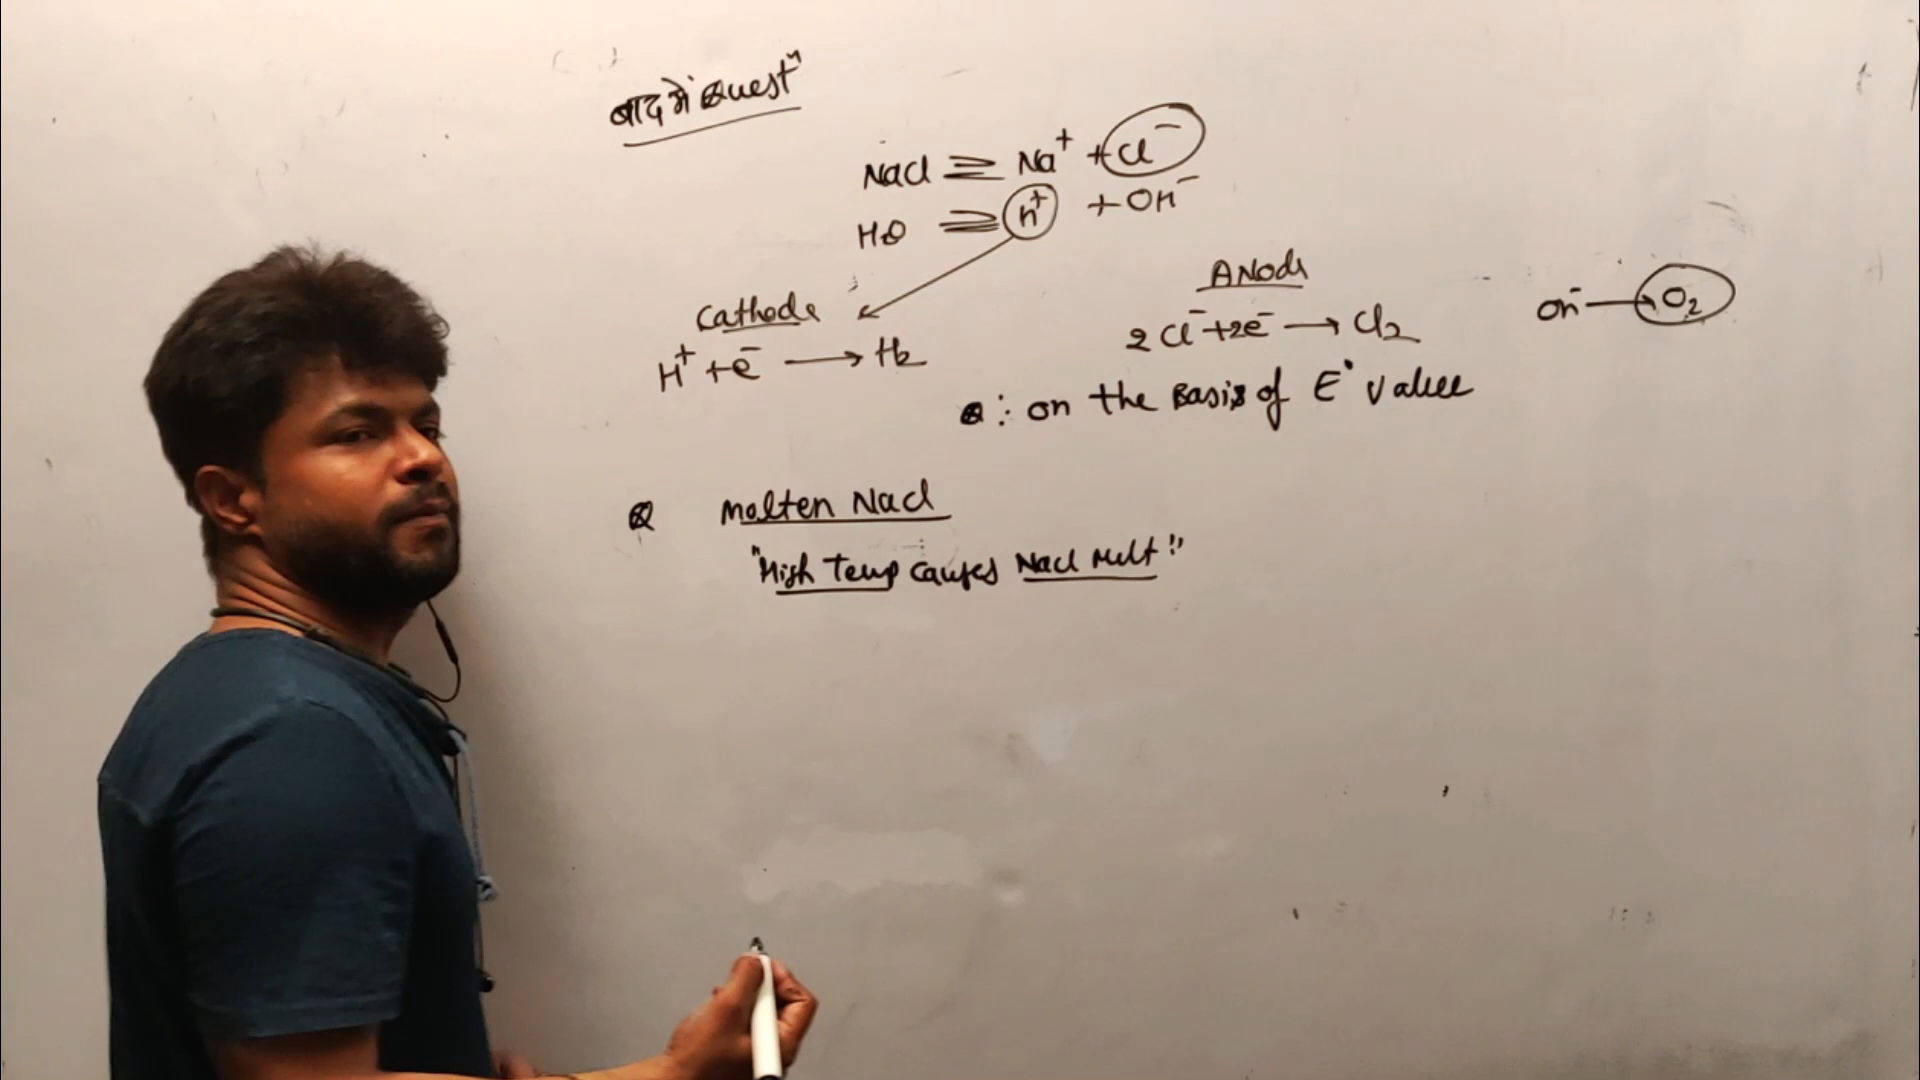 बाद में Quest"
NaCl ⇌ Na⁺ + Cl⁻
H₂O ⇌ H⁺ + OH⁻
Cathode
H⁺ + e⁻ ⟶ H₂
ANode
2Cl⁻ + 2e⁻ ⟶ Cl₂
OH⁻ ⟶ O₂
Q: on the Basis of E° Value
Q Molten NaCl
"High Temp Causes NaCl Melt"